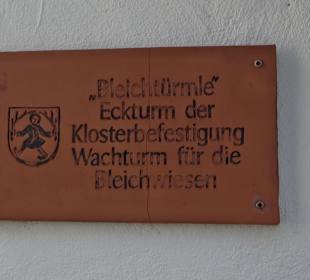 „Bleichtürmle"
Eckturm der
Klosterbefestigung
Wachturm für die
Bleichwiesen